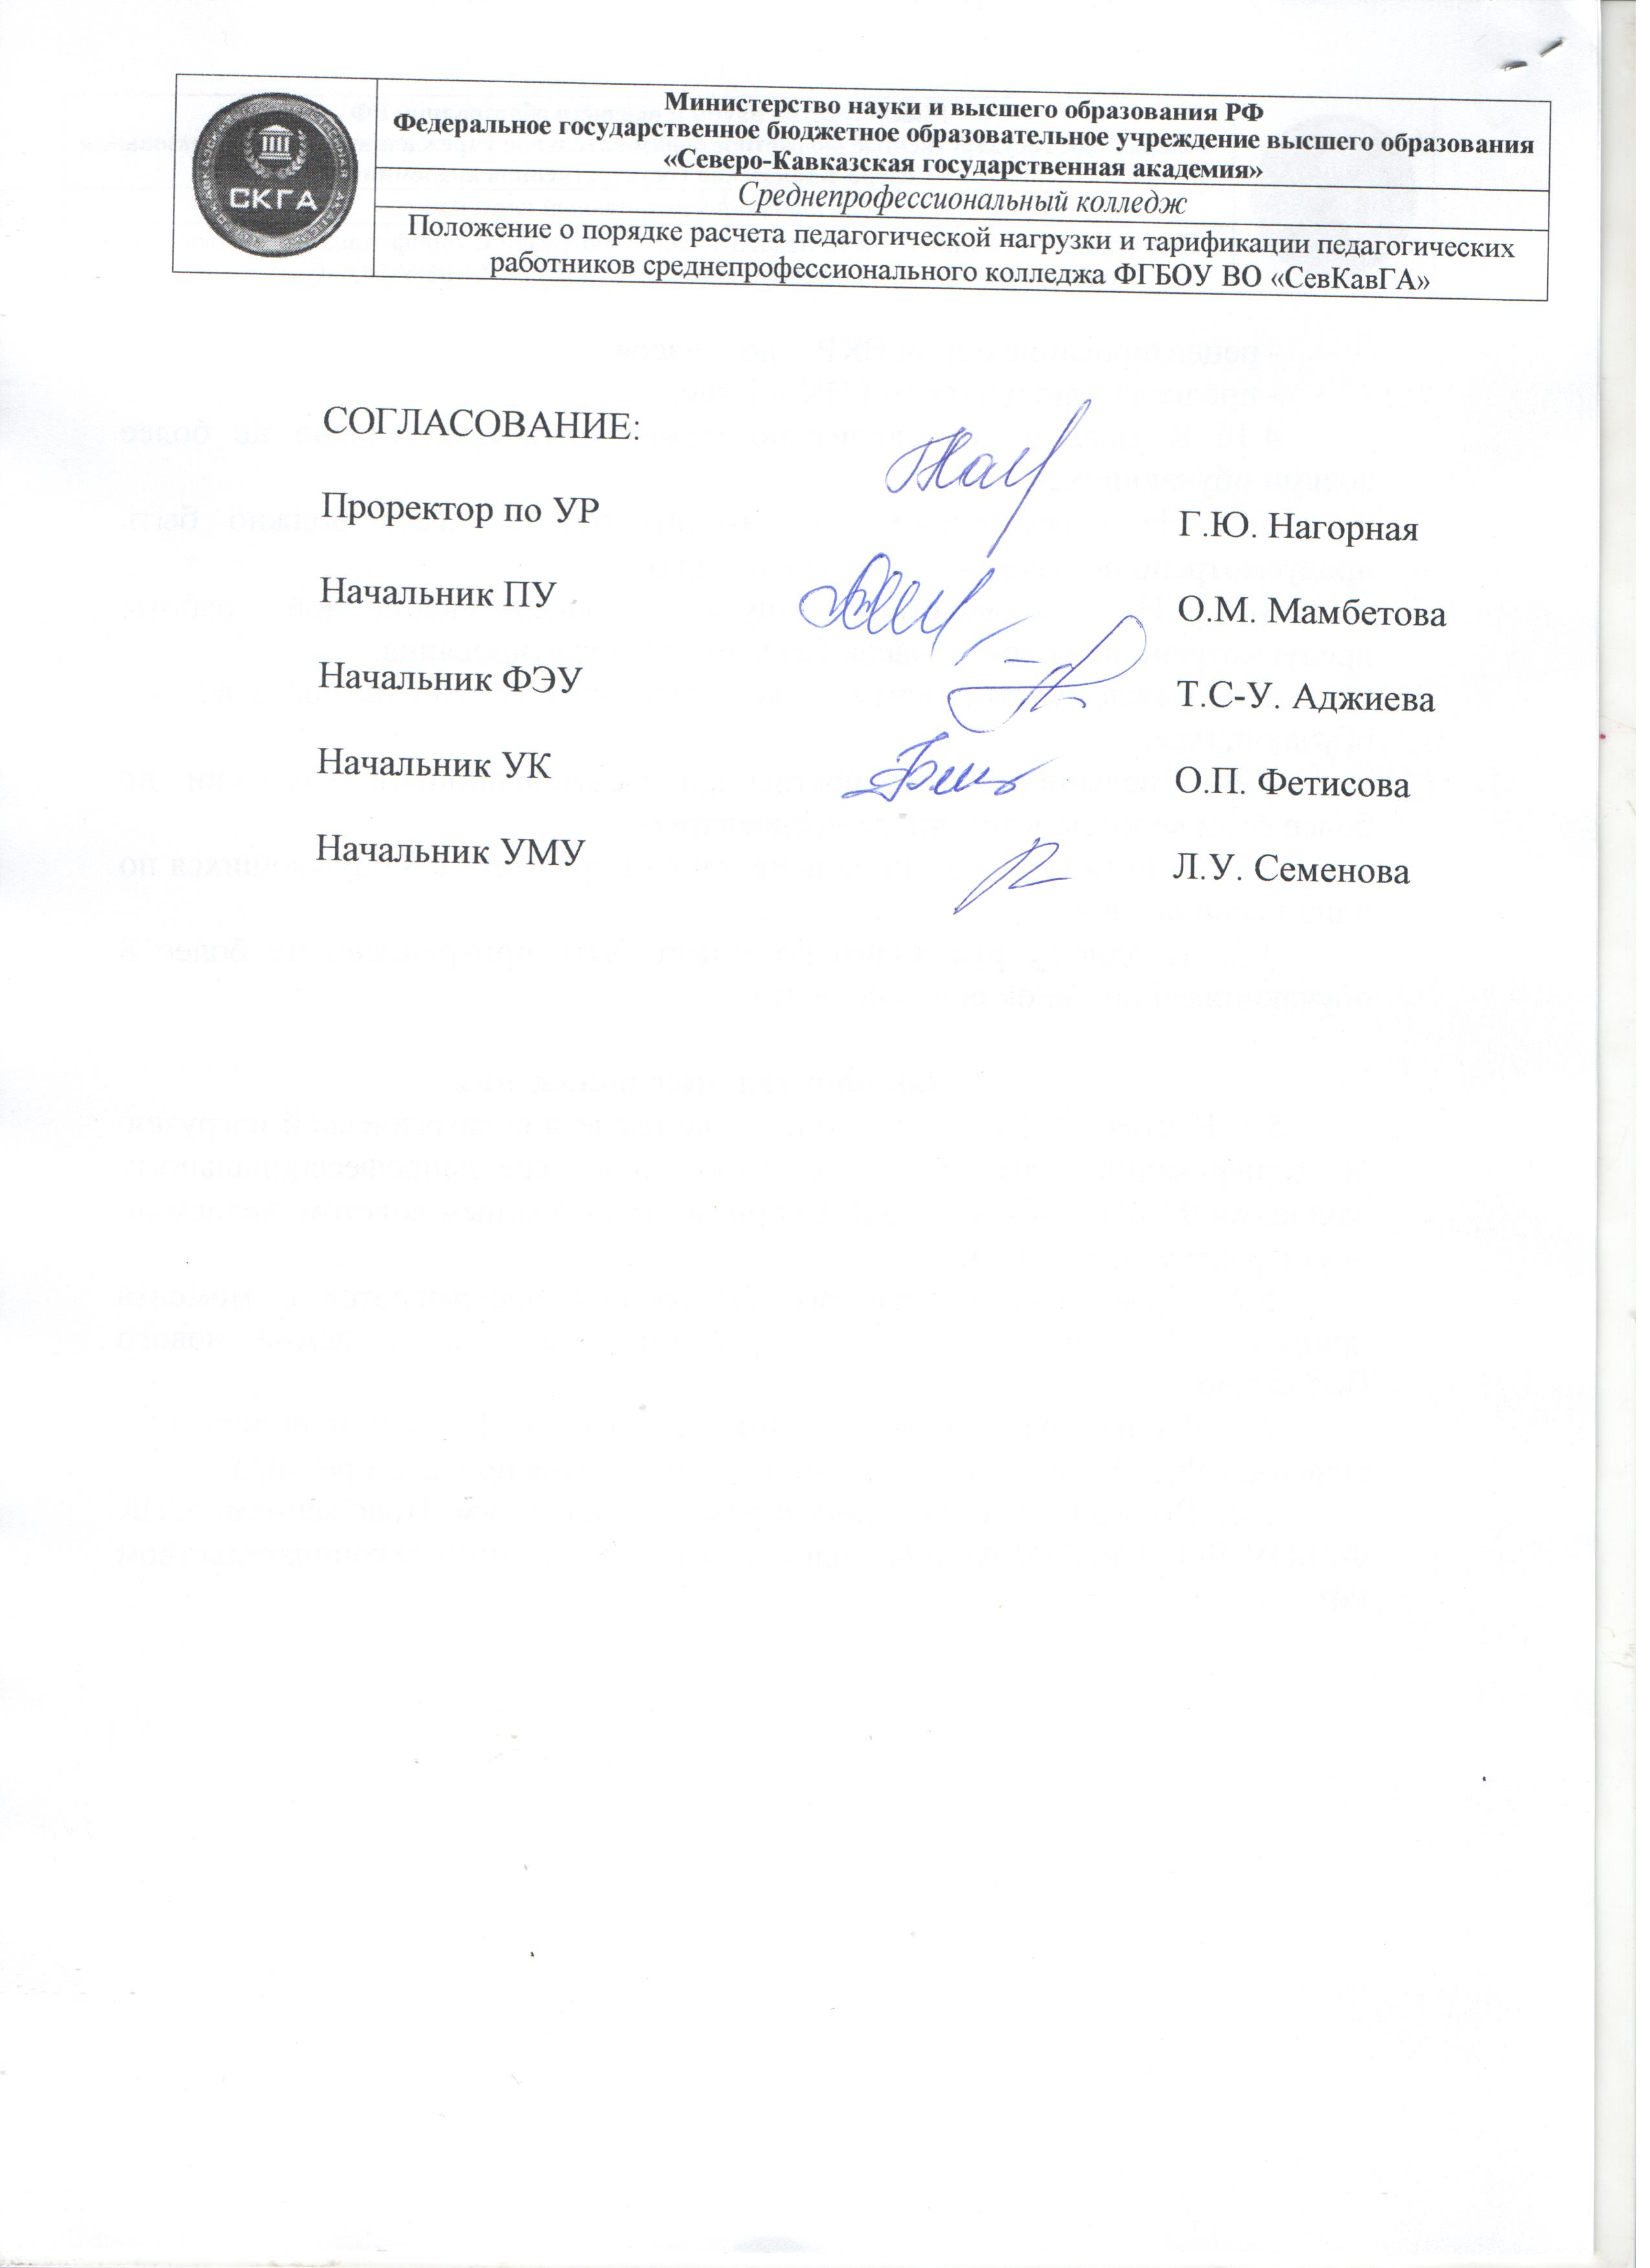 СКГА
Министерство науки и высшего образования РФ
Федеральное государственное бюджетное образовательное учреждение высшего образования
«Северо-Кавказская государственная академия»
Среднепрофессиональный колледж
Положение о порядке расчета педагогической нагрузки и тарификации педагогических
работников среднепрофессионального колледжа ФГБОУ ВО «СевКавГА»
СОГЛАСОВАНИЕ:
Проректор по УР Г.Ю. Нагорная
Начальник ПУ О.М. Мамбетова
Начальник ФЭУ Т.С-У. Аджиева
Начальник УК О.П. Фетисова
Начальник УМУ Л.У. Семенова